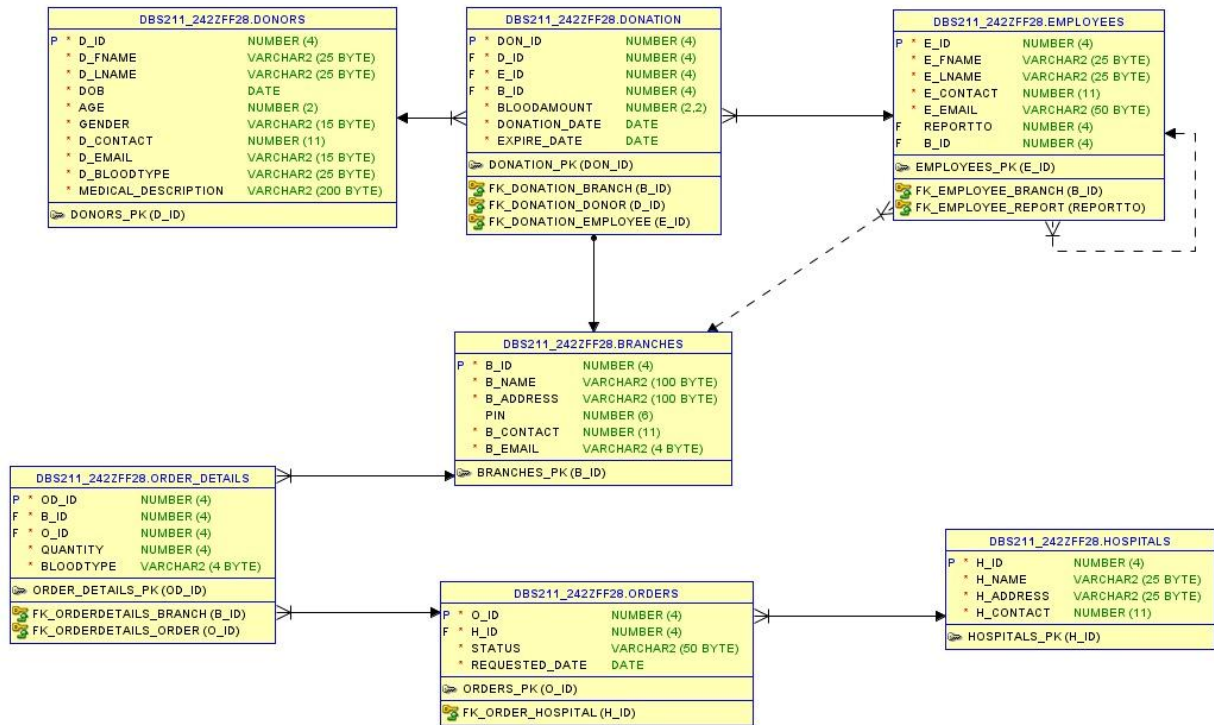 DBS211_242ZFF28.DONORS
P * D_ID NUMBER (4)
* D_FNAME VARCHAR2 (25 BYTE)
* D_LNAME VARCHAR2 (25 BYTE)
* DOB DATE
* AGE NUMBER (2)
* GENDER VARCHAR2 (15 BYTE)
* D_CONTACT NUMBER (11)
* D_EMAIL VARCHAR2 (15 BYTE)
* D_BLOODTYPE VARCHAR2 (25 BYTE)
* MEDICAL_DESCRIPTION VARCHAR2 (200 BYTE)
DONORS_PK (D_ID)
DBS211_242ZFF28.DONATION
P * DON_ID NUMBER (4)
F * D_ID NUMBER (4)
F * E_ID NUMBER (4)
F * B_ID NUMBER (4)
* BLOODAMOUNT NUMBER (2,2)
* DONATION_DATE DATE
* EXPIRE_DATE DATE
DONATION_PK (DON_ID)
FK_DONATION_BRANCH (B_ID)
FK_DONATION_DONOR (D_ID)
FK_DONATION_EMPLOYEE (E_ID)
DBS211_242ZFF28.EMPLOYEES
P * E_ID NUMBER (4)
* E_FNAME VARCHAR2 (25 BYTE)
* E_LNAME VARCHAR2 (25 BYTE)
* E_CONTACT NUMBER (11)
* E_EMAIL VARCHAR2 (50 BYTE)
F REPORTTO NUMBER (4)
F B_ID NUMBER (4)
EMPLOYEES_PK (E_ID)
FK_EMPLOYEE_BRANCH (B_ID)
FK_EMPLOYEE_REPORT (REPORTTO)
DBS211_242ZFF28.BRANCHES
P * B_ID NUMBER (4)
* B_NAME VARCHAR2 (100 BYTE)
* B_ADDRESS VARCHAR2 (100 BYTE)
PIN NUMBER (6)
* B_CONTACT NUMBER (11)
* B_EMAIL VARCHAR2 (4 BYTE)
BRANCHES_PK (B_ID)
DBS211_242ZFF28.ORDER_DETAILS
P * OD_ID NUMBER (4)
F * B_ID NUMBER (4)
F * O_ID NUMBER (4)
* QUANTITY NUMBER (4)
* BLOODTYPE VARCHAR2 (4 BYTE)
ORDER_DETAILS_PK (OD_ID)
FK_ORDERDETAILS_BRANCH (B_ID)
FK_ORDERDETAILS_ORDER (O_ID)
DBS211_242ZFF28.ORDERS
P * O_ID NUMBER (4)
F * H_ID NUMBER (4)
* STATUS VARCHAR2 (50 BYTE)
* REQUESTED_DATE DATE
ORDERS_PK (O_ID)
FK_ORDER_HOSPITAL (H_ID)
DBS211_242ZFF28.HOSPITALS
P * H_ID NUMBER (4)
* H_NAME VARCHAR2 (25 BYTE)
* H_ADDRESS VARCHAR2 (25 BYTE)
* H_CONTACT NUMBER (11)
HOSPITALS_PK (H_ID)